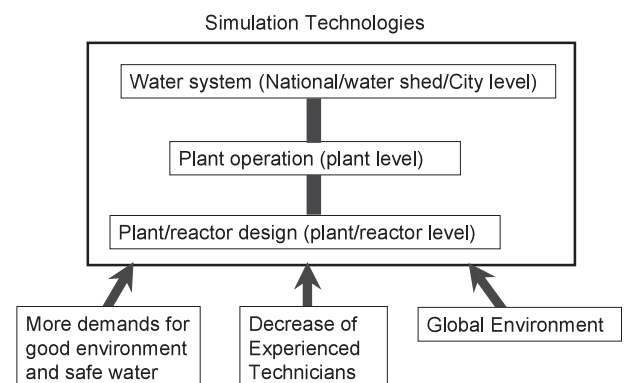 Simulation Technologies
Water system (National/water shed/City level)
Plant operation (plant level)
Plant/reactor design (plant/reactor level)
More demands for
good environment
and safe water
Decrease of
Experienced
Technicians
Global Environment